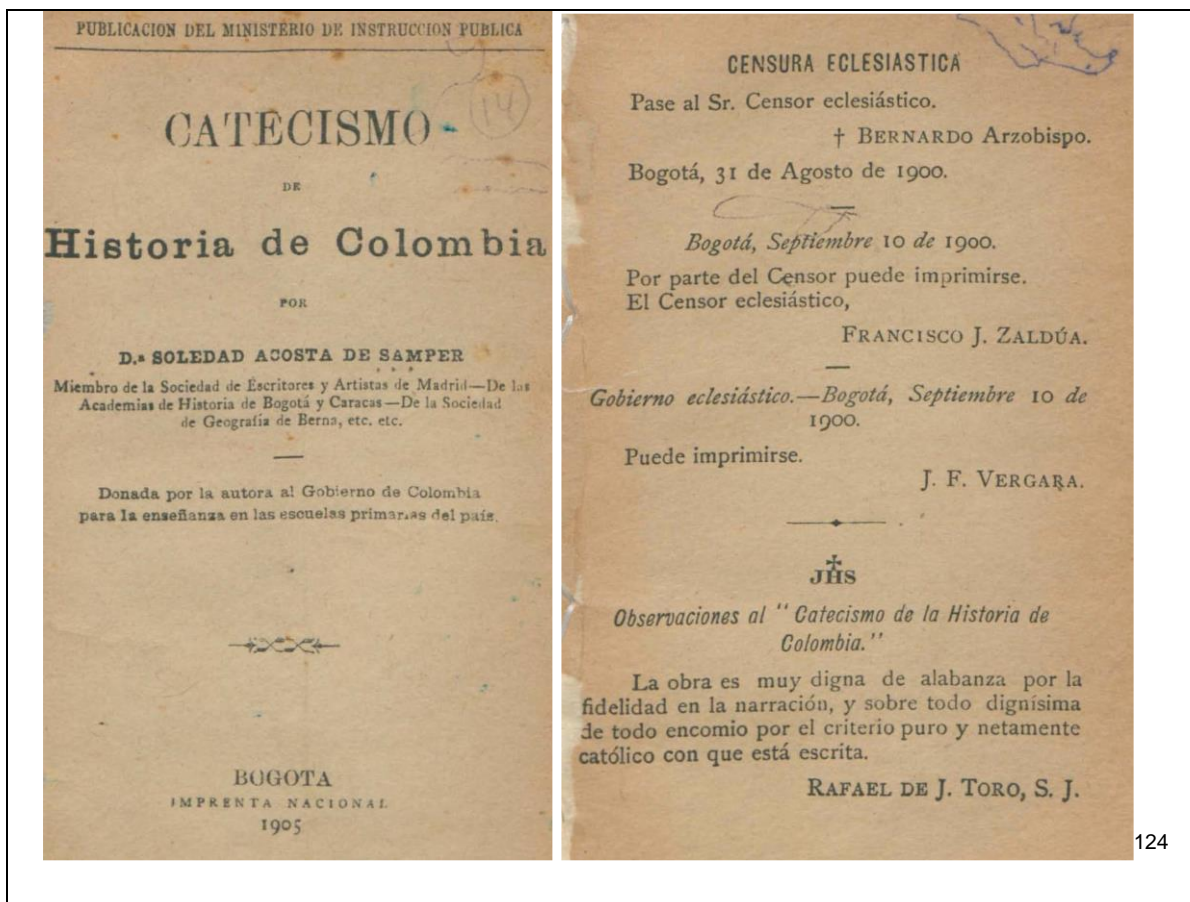 PUBLICACION DEL MINISTERIO DE INSTRUCCION PUBLICA
14
CATECISMO
DE
Historia de Colombia
POR
D.ª SOLEDAD ACOSTA DE SAMPER
Miembro de la Sociedad de Escritores y Artistas de Madrid—De las
Academias de Historia de Bogotá y Caracas—De la Sociedad
de Geografía de Berna, etc. etc.
Donada por la autora al Gobierno de Colombia
para la enseñanza en las escuelas primarias del país.
BOGOTA
IMPRENTA NACIONAL
1905
CENSURA ECLESIASTICA
Pase al Sr. Censor eclesiástico.
† BERNARDO Arzobispo.
Bogotá, 31 de Agosto de 1900.
Bogotá, Septiembre 10 de 1900.
Por parte del Censor puede imprimirse.
El Censor eclesiástico,
FRANCISCO J. ZALDÚA.
Gobierno eclesiástico.—Bogotá, Septiembre 10 de
1900.
Puede imprimirse.
J. F. VERGARA.
JHS
Observaciones al " Catecismo de la Historia de
Colombia."
La obra es muy digna de alabanza por la
fidelidad en la narración, y sobre todo dignísima
de todo encomio por el criterio puro y netamente
católico con que está escrita.
RAFAEL DE J. TORO, S. J.
124